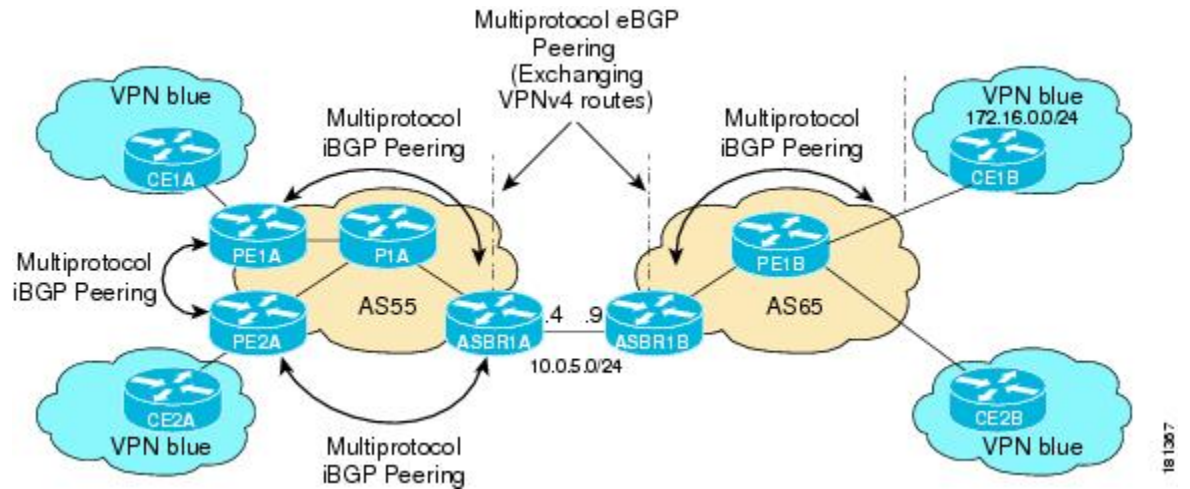 Multiprotocol eBGP
Peering
(Exchanging
VPNv4 routes)
VPN blue
CE1A
Multiprotocol
iBGP Peering
Multiprotocol
iBGP Peering
VPN blue
172.16.0.0/24
CE1B
PE1A
P1A
PE1B
Multiprotocol
iBGP Peering
AS55
AS65
PE2A
ASBR1A
.4
.9
ASBR1B
10.0.5.0/24
CE2A
VPN blue
Multiprotocol
iBGP Peering
CE2B
VPN blue
181367